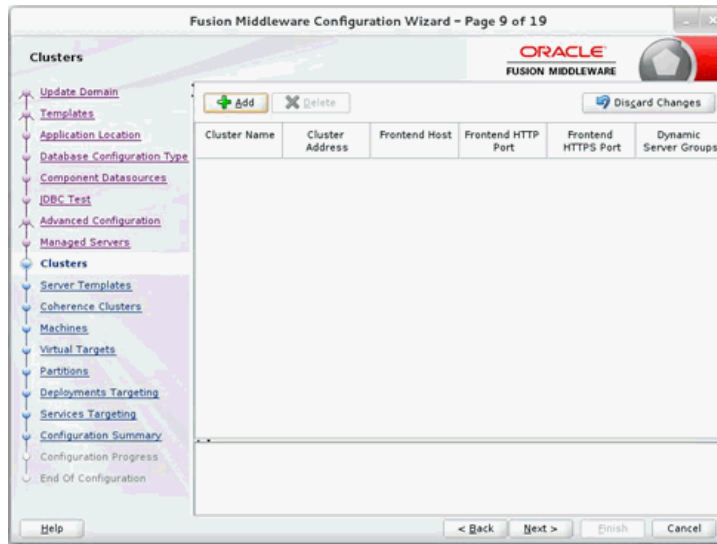 Fusion Middleware Configuration Wizard - Page 9 of 19
Clusters
ORACLE
FUSION MIDDLEWARE
Update Domain
Templates
Application Location
Database Configuration Type
Component Datasources
JDBC Test
Advanced Configuration
Managed Servers
Clusters
Server Templates
Coherence Clusters
Machines
Virtual Targets
Partitions
Deployments Targeting
Services Targeting
Configuration Summary
Configuration Progress
End Of Configuration
Add
Delete
Discard Changes
Cluster Name
Cluster
Address
Frontend Host
Frontend HTTP
Port
Frontend
HTTPS Port
Dynamic
Server Groups
Help
< Back
Next >
Finish
Cancel